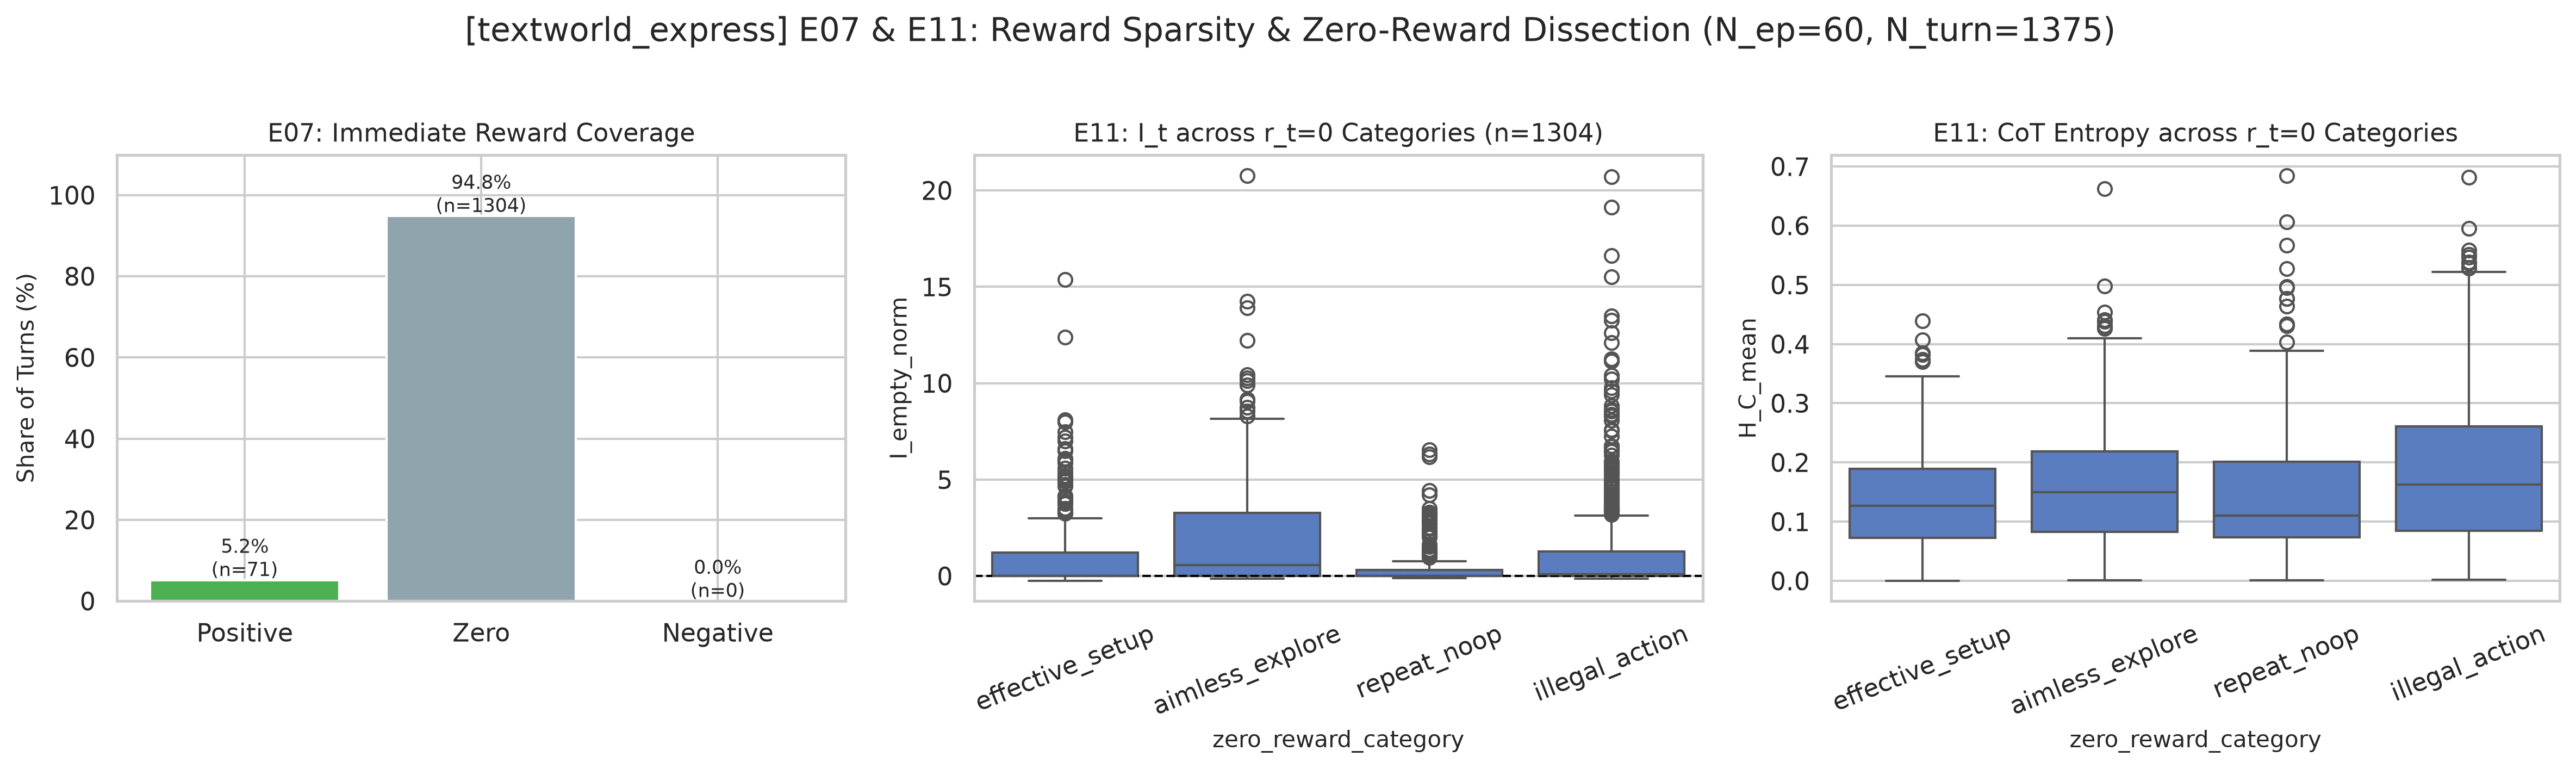 [textworld_express] E07 & E11: Reward Sparsity & Zero-Reward Dissection (N_ep=60, N_turn=1375)
E07: Immediate Reward Coverage
Share of Turns (%)
100
80
60
40
20
0
5.2%
(n=71)
94.8%
(n=1304)
0.0%
(n=0)
Positive
Zero
Negative
E11: I_t across r_t=0 Categories (n=1304)
I_empty_norm
20
15
10
5
0
effective_setup
aimless_explore
repeat_noop
illegal_action
zero_reward_category
E11: CoT Entropy across r_t=0 Categories
H_C_mean
0.7
0.6
0.5
0.4
0.3
0.2
0.1
0.0
effective_setup
aimless_explore
repeat_noop
illegal_action
zero_reward_category